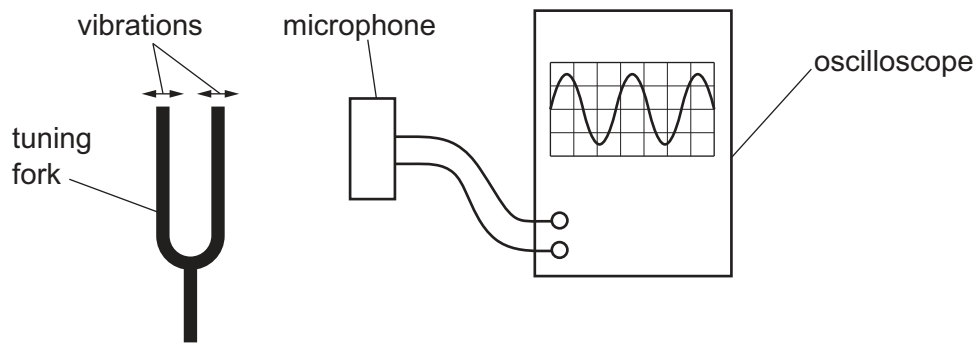 vibrations
microphone
oscilloscope
tuning
fork